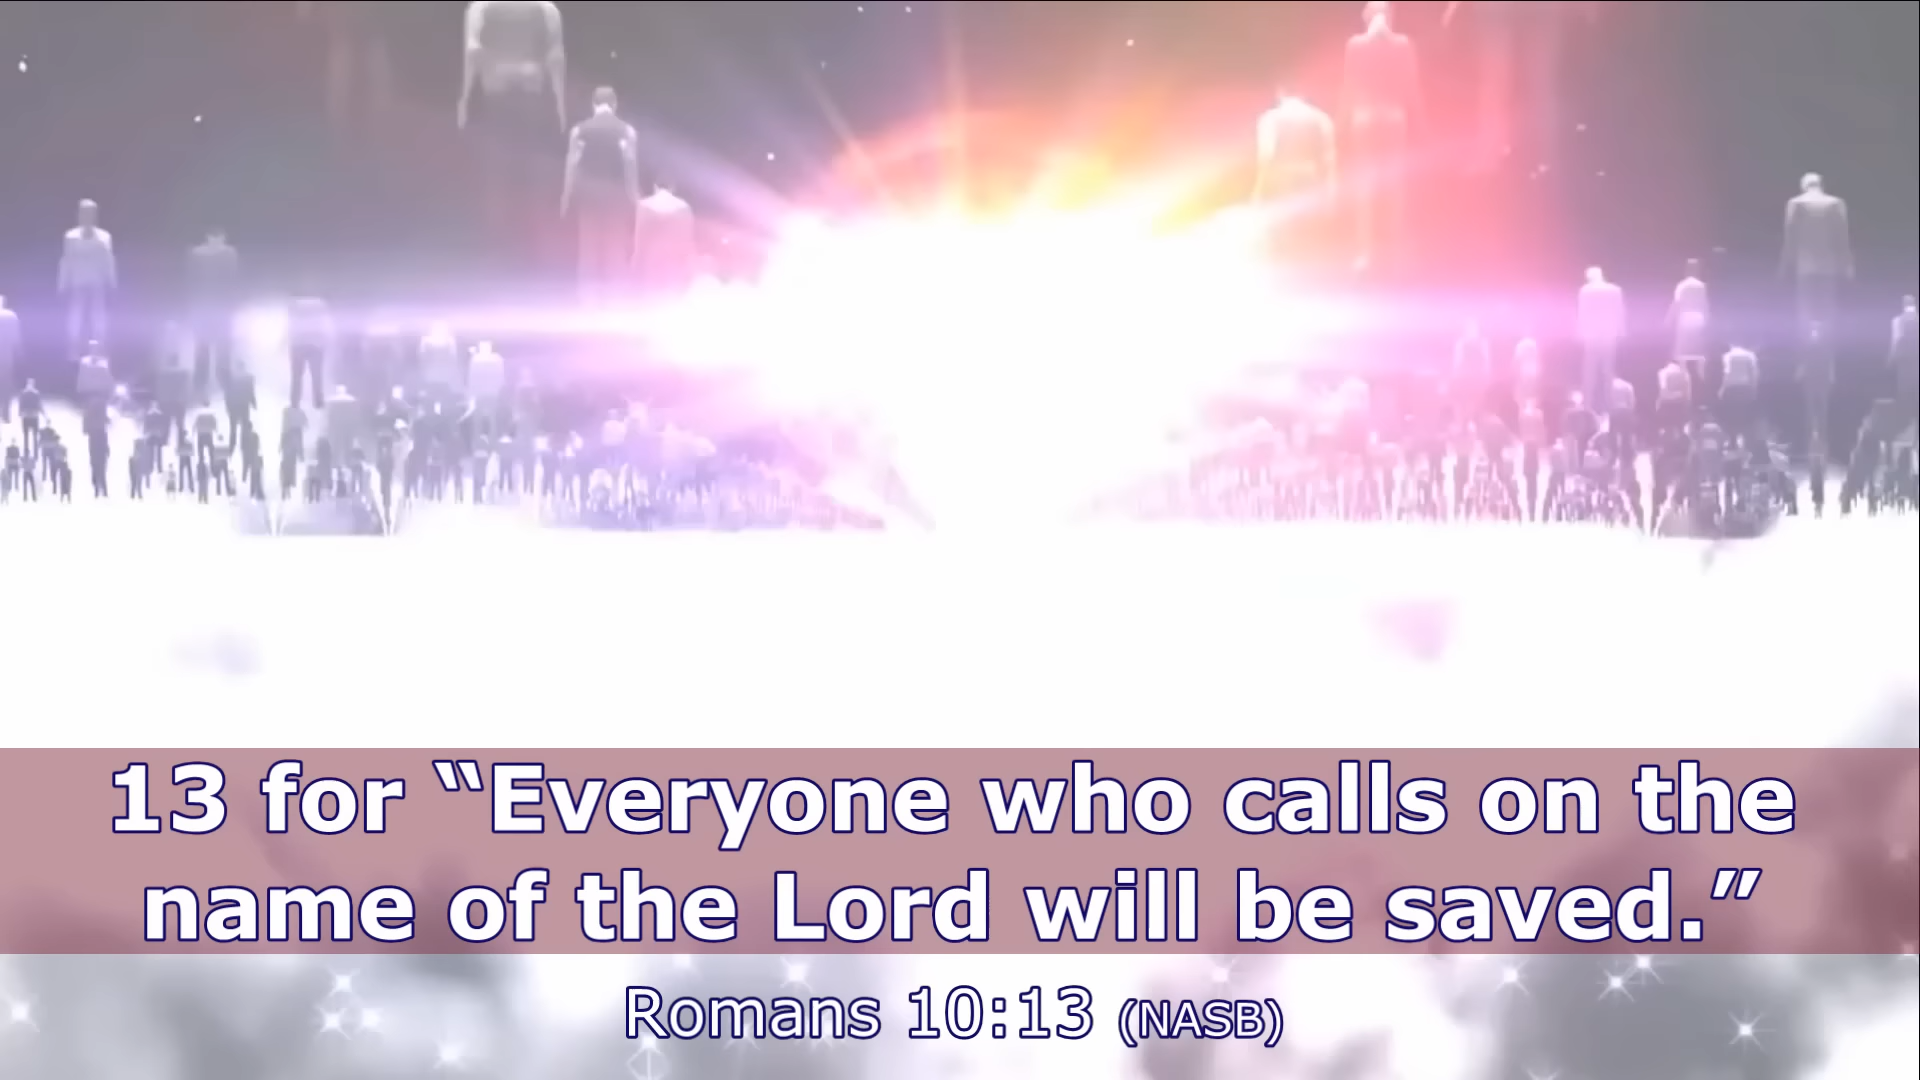 13 for “Everyone who calls on the
name of the Lord will be saved.”
Romans 10:13 (NASB)